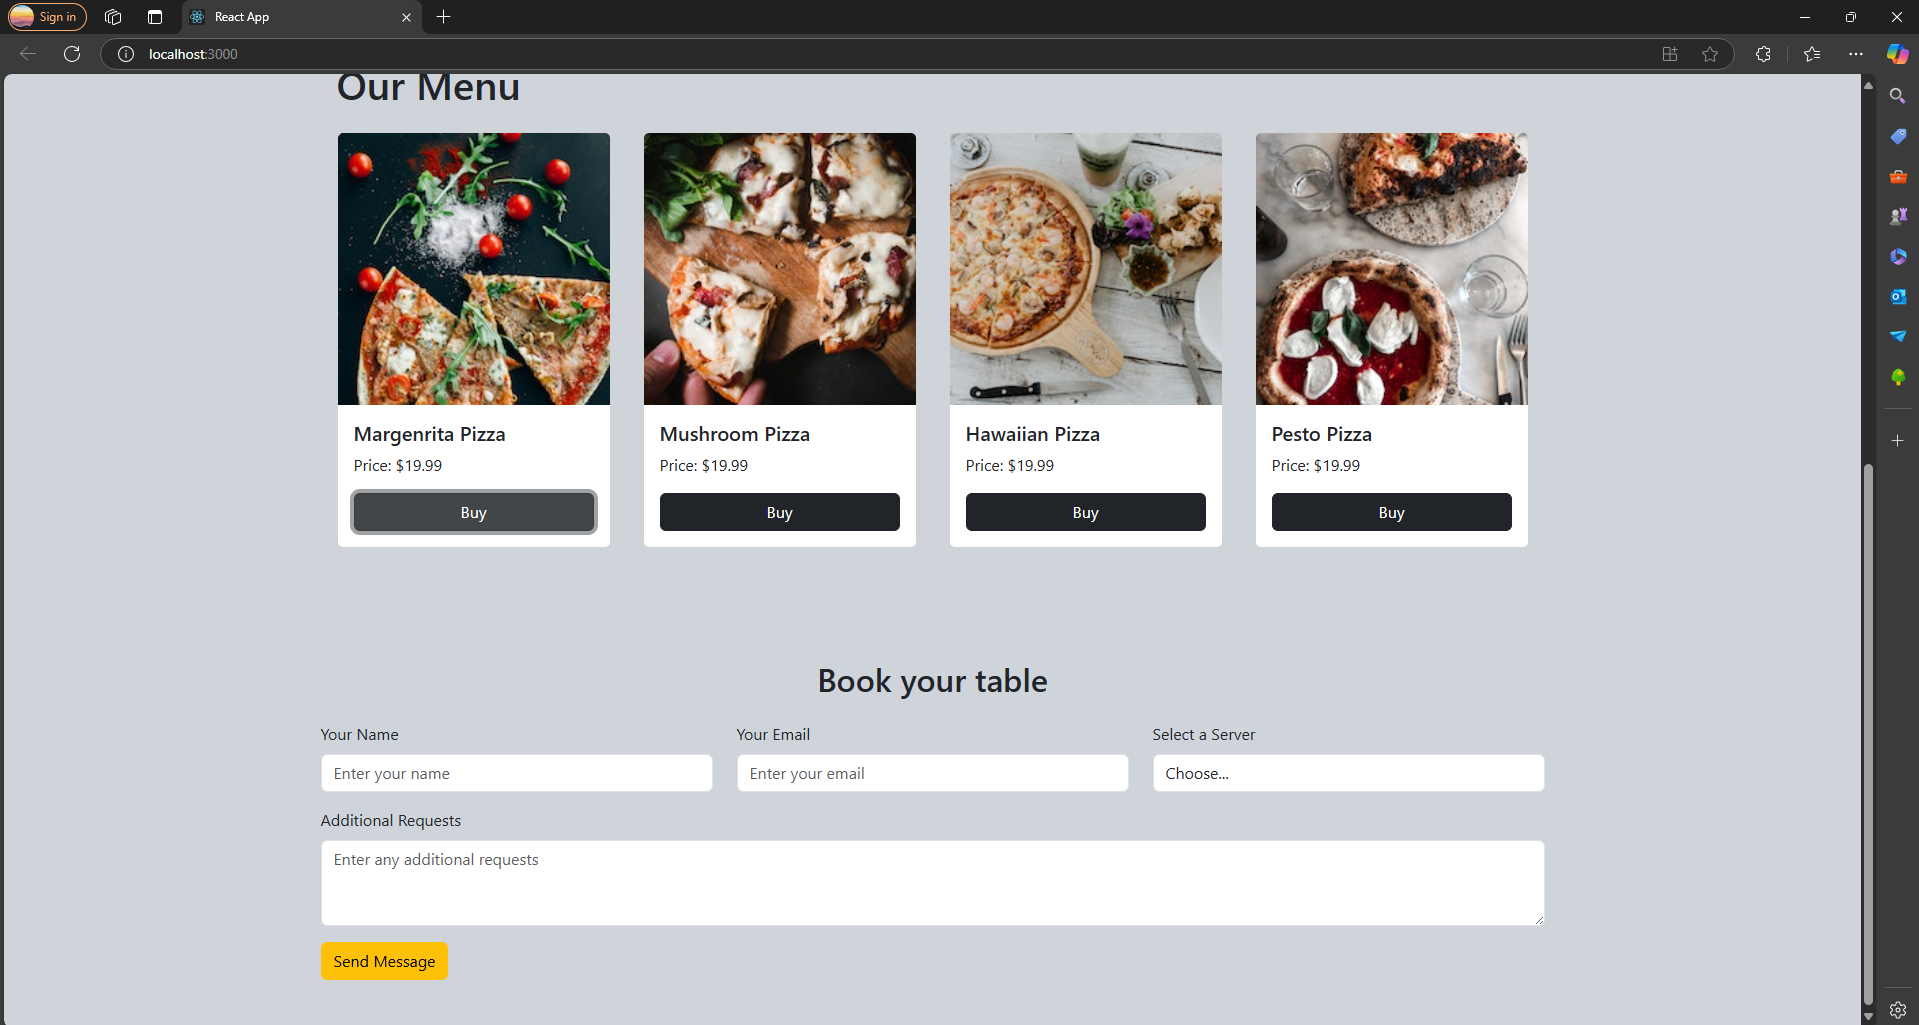 Sign in
React App
localhost:3000
Our Menu
Margenrita Pizza
Price: $19.99
Buy
Mushroom Pizza
Price: $19.99
Buy
Hawaiian Pizza
Price: $19.99
Buy
Pesto Pizza
Price: $19.99
Buy
Book your table
Your Name
Enter your name
Your Email
Enter your email
Select a Server
Choose...
Additional Requests
Enter any additional requests
Send Message